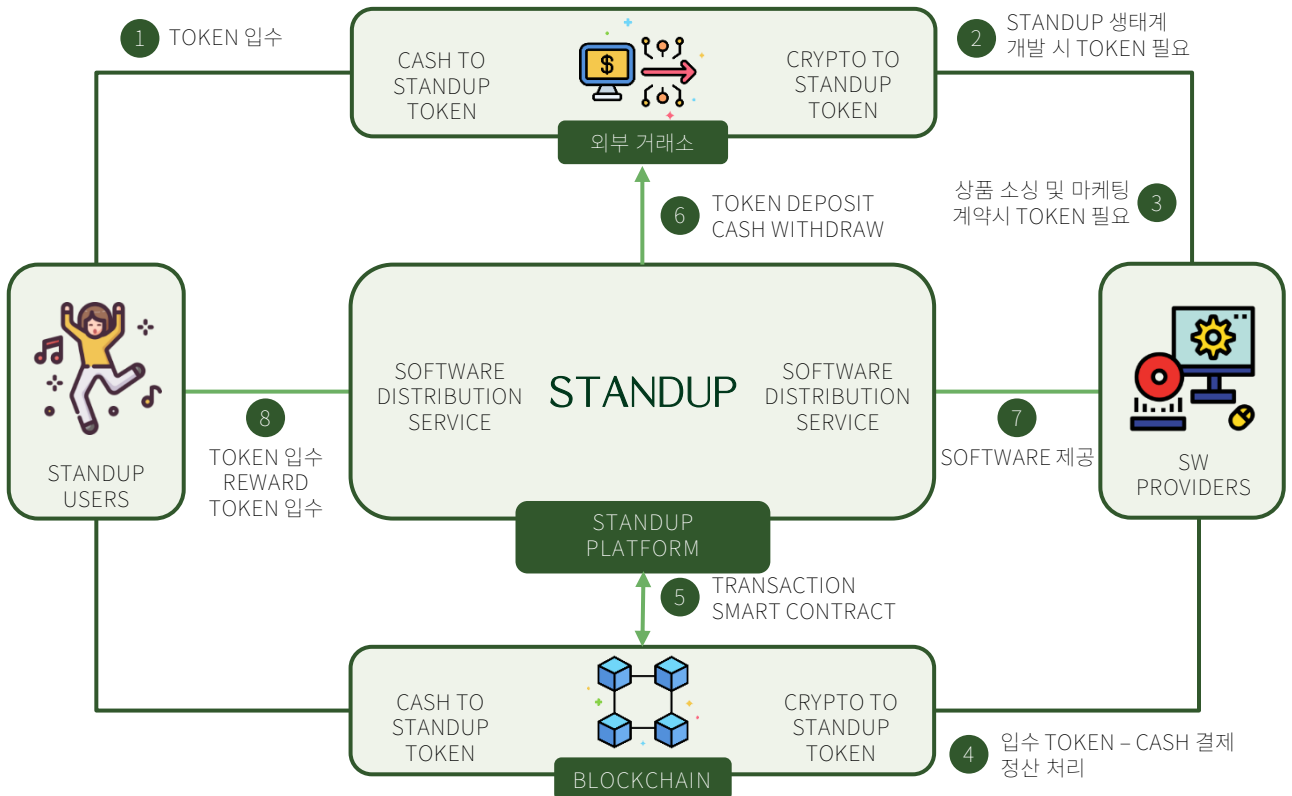 1 TOKEN 입수
CASH TO
STANDUP
TOKEN
$
CRYPTO TO
STANDUP
TOKEN
외부 거래소
2 STANDUP 생태계
개발 시 TOKEN 필요
상품 소싱 및 마케팅
계약시 TOKEN 필요 3
6 TOKEN DEPOSIT
CASH WITHDRAW
STANDUP
USERS
8
TOKEN 입수
REWARD
TOKEN 입수
SOFTWARE
DISTRIBUTION
SERVICE
STANDUP
SOFTWARE
DISTRIBUTION
SERVICE
7
SOFTWARE 제공
SW
PROVIDERS
STANDUP
PLATFORM
5 TRANSACTION
SMART CONTRACT
CASH TO
STANDUP
TOKEN
CRYPTO TO
STANDUP
TOKEN
BLOCKCHAIN
4 입수 TOKEN – CASH 결제
정산 처리